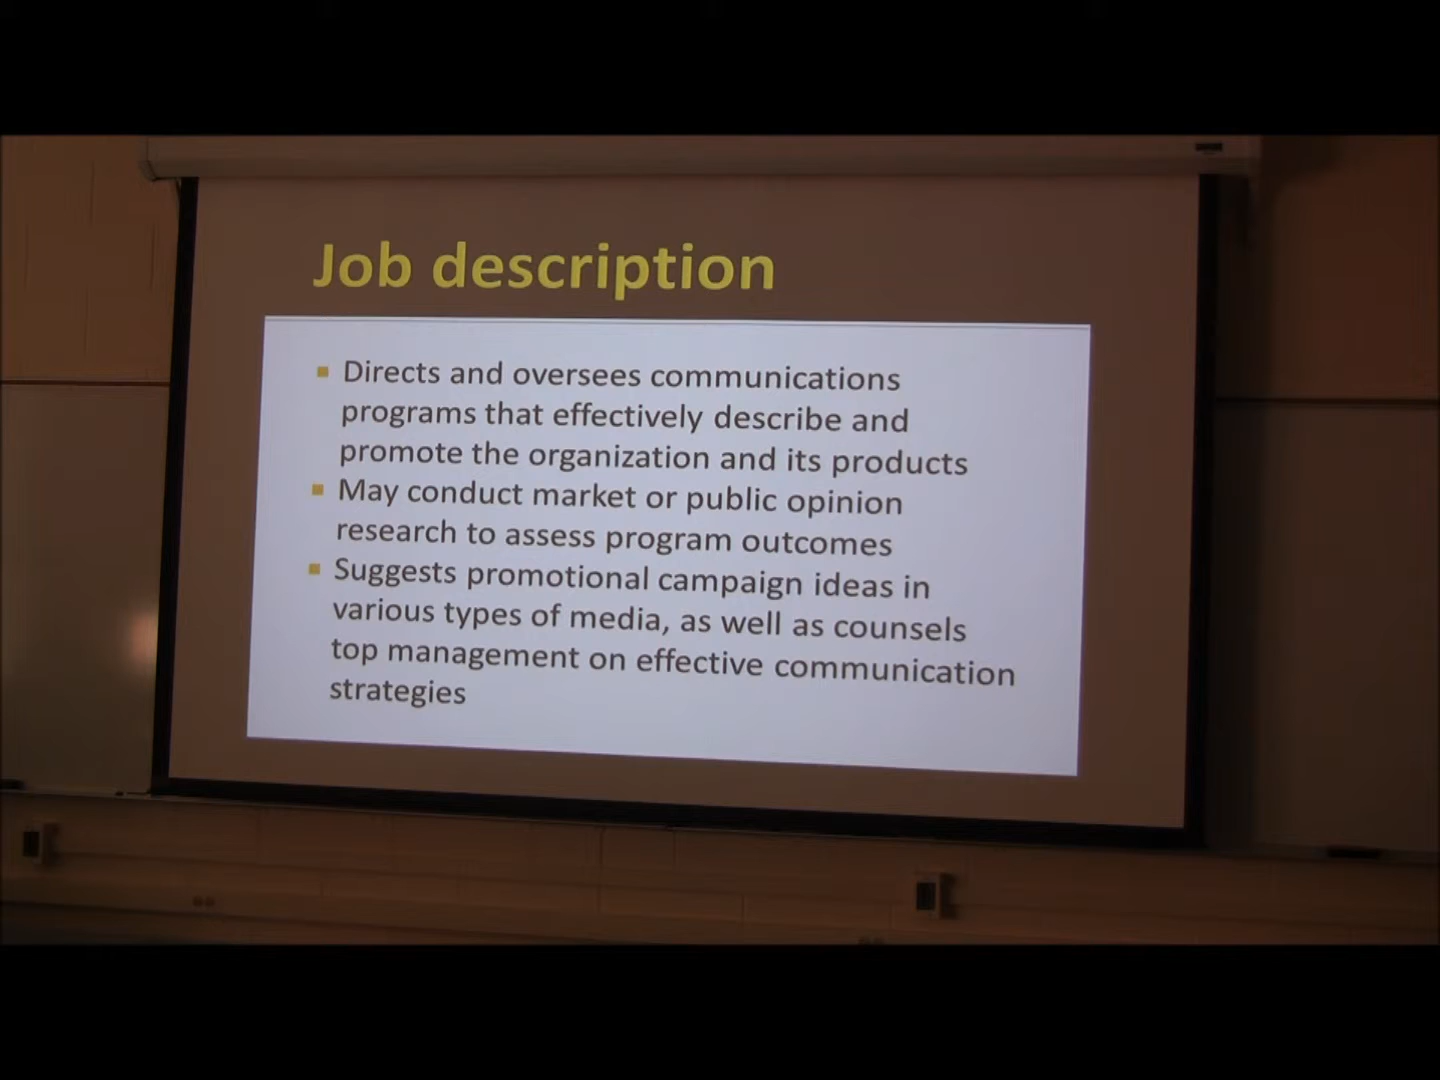 Job description
Directs and oversees communications
programs that effectively describe and
promote the organization and its products
May conduct market or public opinion
research to assess program outcomes
Suggests promotional campaign ideas in
various types of media, as well as counsels
top management on effective communication
strategies